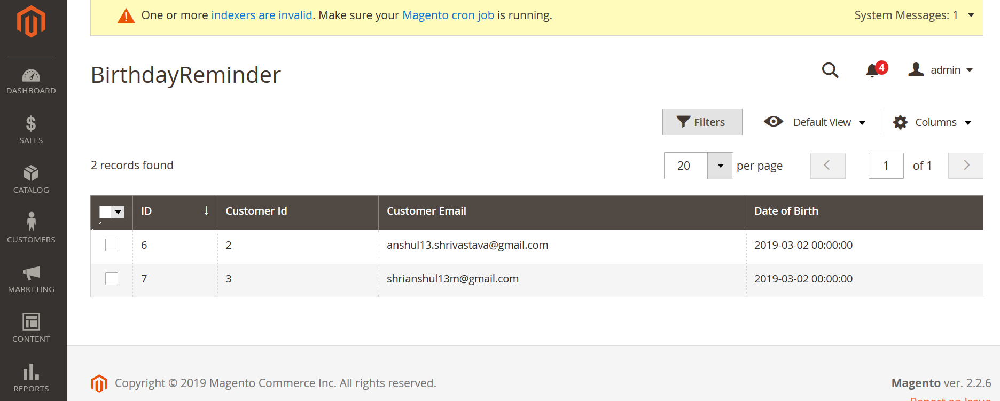 One or more indexers are invalid. Make sure your Magento cron job is running.
System Messages: 1
BirthdayReminder
4
admin
DASHBOARD
SALES
CATALOG
CUSTOMERS
MARKETING
CONTENT
REPORTS
Filters
Default View
Columns
2 records found
20 per page
1 of 1
ID ↓ Customer Id Customer Email Date of Birth
6 2 anshul13.shrivastava@gmail.com 2019-03-02 00:00:00
7 3 shrianshul13m@gmail.com 2019-03-02 00:00:00
Copyright © 2019 Magento Commerce Inc. All rights reserved.
Magento ver. 2.2.6
Report an Issue